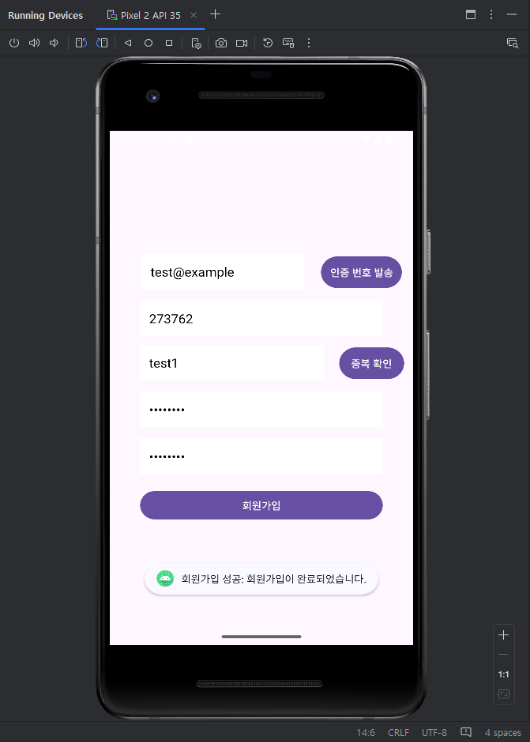 Running Devices
Pixel 2 API 35
test@example
인증 번호 발송
273762
test1
중복 확인
••••••••
••••••••
회원가입
회원가입 성공: 회원가입이 완료되었습니다.
1:1
14:6 CRLF UTF-8 4 spaces